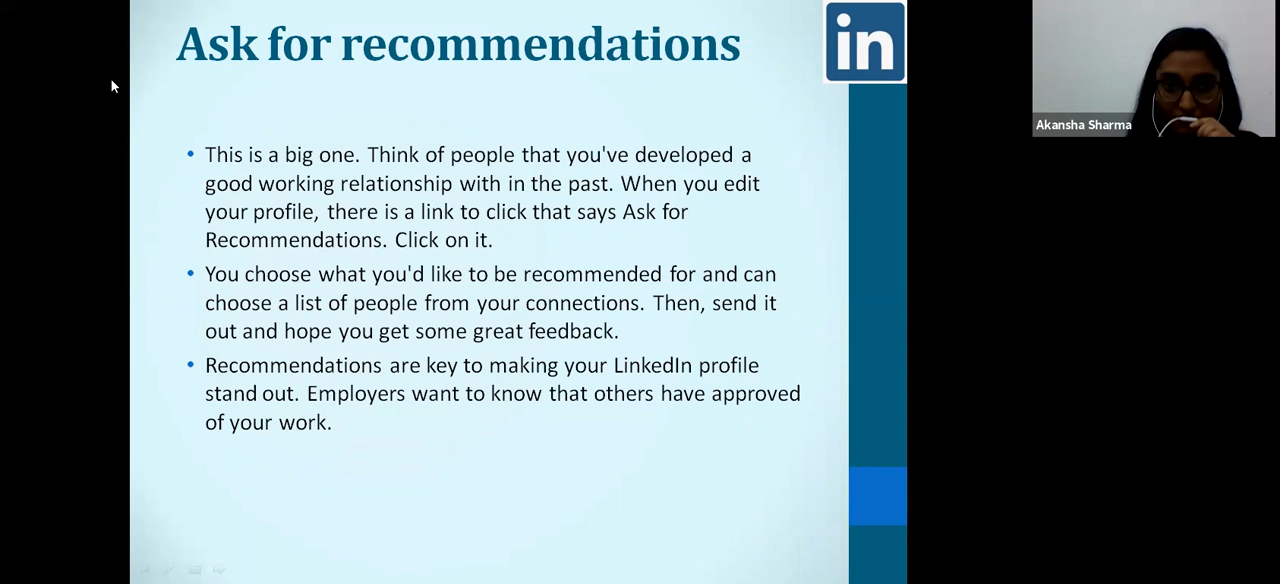 Ask for recommendations
in
Akansha Sharma
• This is a big one. Think of people that you've developed a
good working relationship with in the past. When you edit
your profile, there is a link to click that says Ask for
Recommendations. Click on it.
• You choose what you'd like to be recommended for and can
choose a list of people from your connections. Then, send it
out and hope you get some great feedback.
• Recommendations are key to making your LinkedIn profile
stand out. Employers want to know that others have approved
of your work.